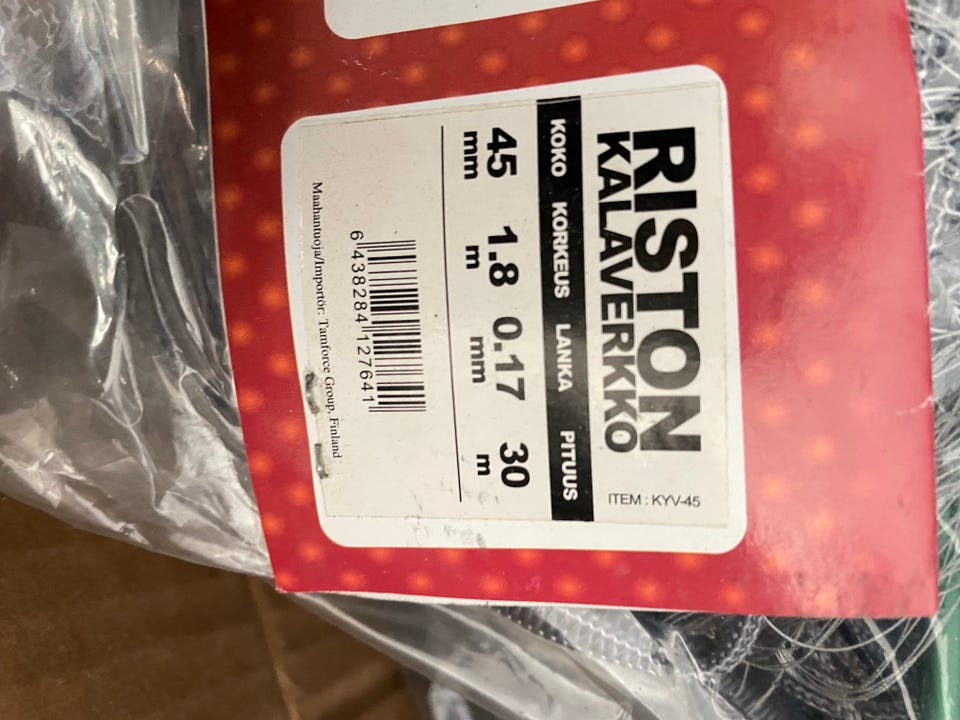 RISTON
KALAVERKKO
ITEM : KYV-45
KOKO KORKEUS LANKA PITUUS
45 1.8 0.17 30
mm m mm m
6 438284 127641
Maahantuoja/Importör: Tamforce Group, Finland